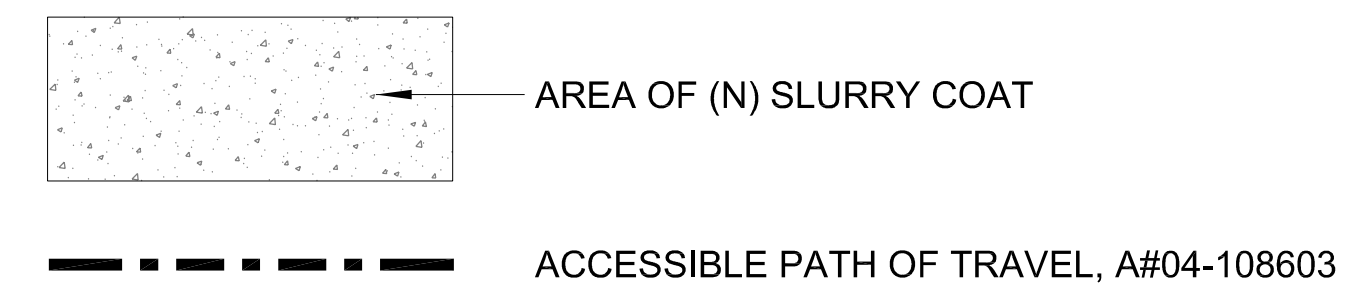 AREA OF (N) SLURRY COAT
ACCESSIBLE PATH OF TRAVEL, A#04-108603